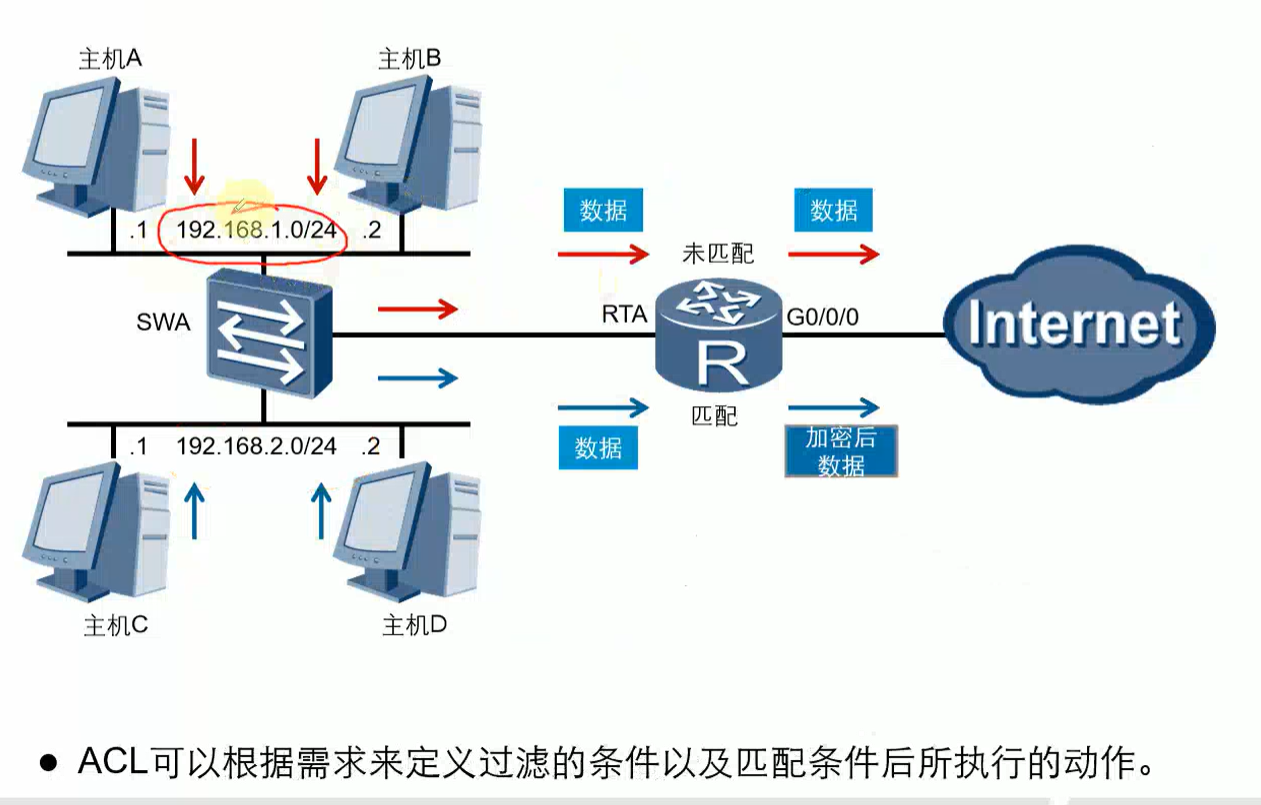 主机A
主机B
.1
192.168.1.0/24
.2
数据
数据
未匹配
SWA
RTA
G0/0/0
R
Internet
匹配
数据
加密后
数据
.1
192.168.2.0/24
.2
主机C
主机D
● ACL可以根据需求来定义过滤的条件以及匹配条件后所执行的动作。